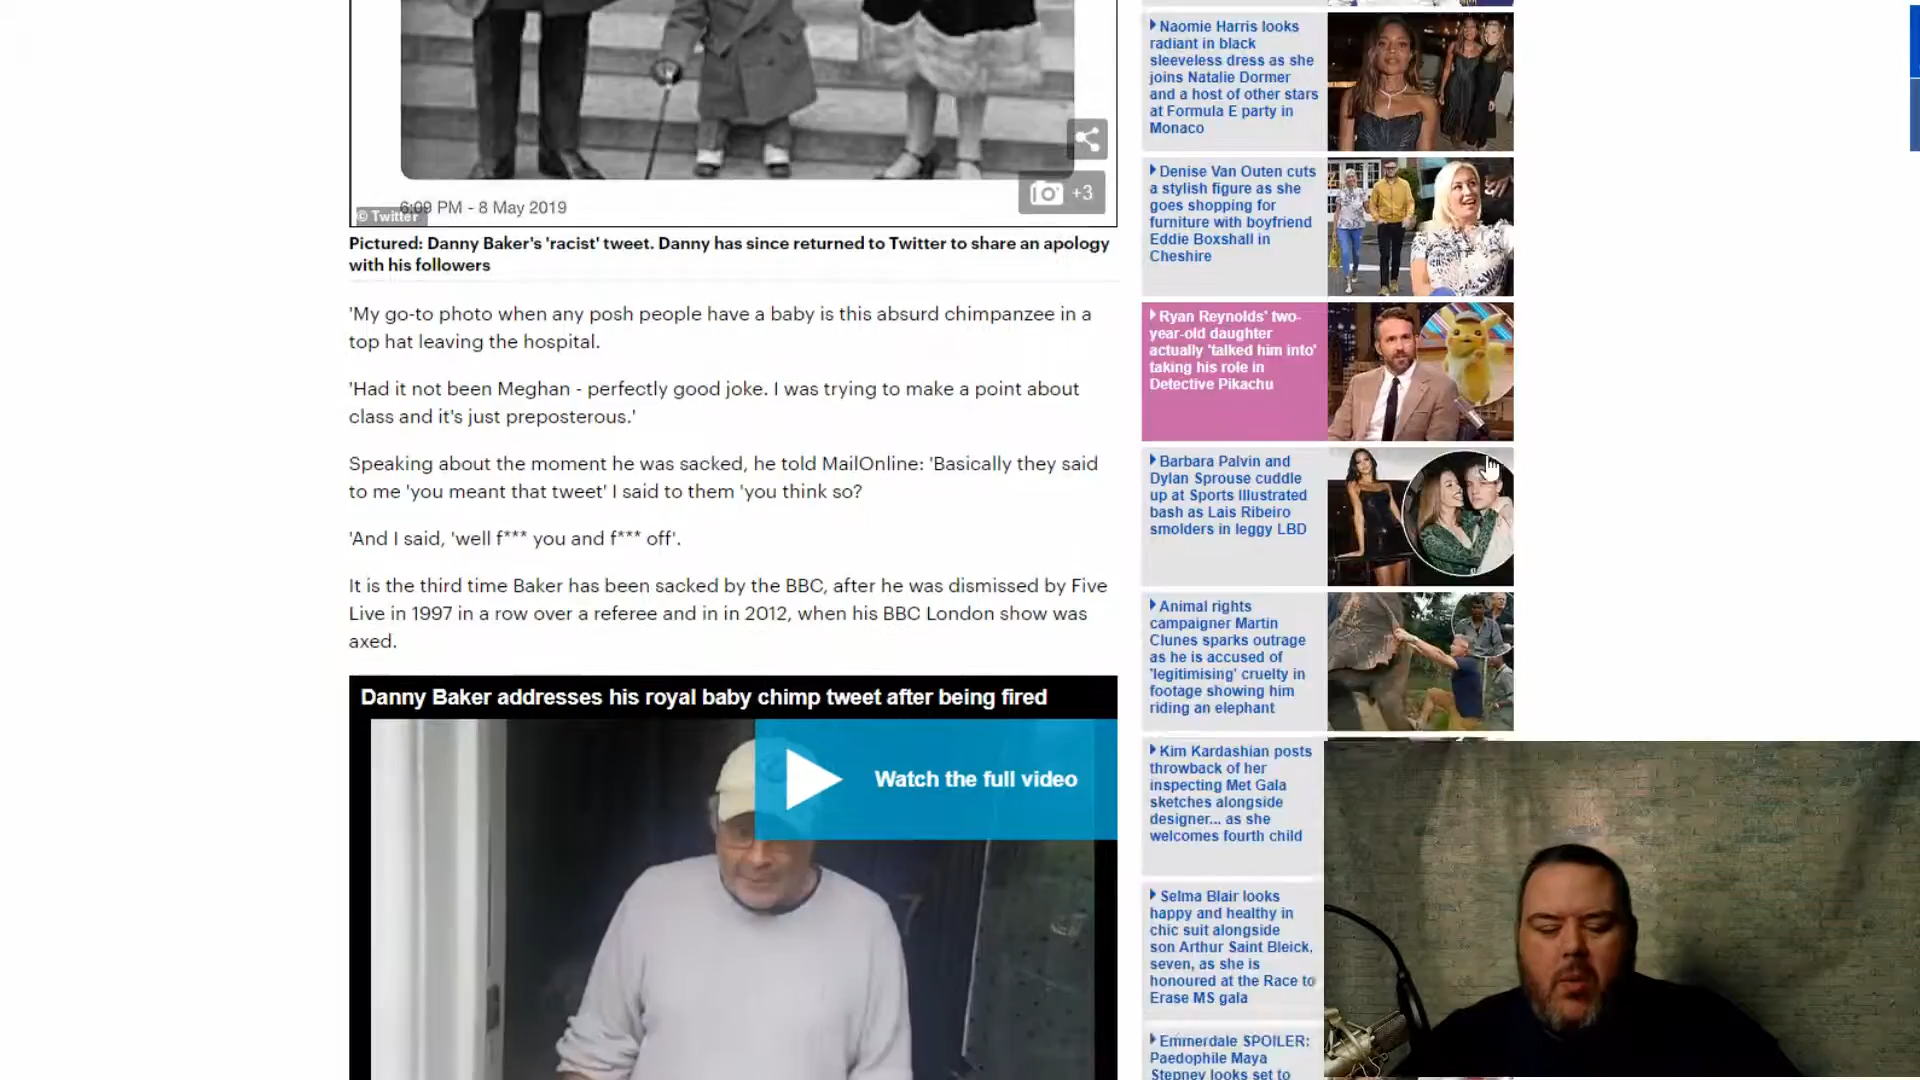 6:09 PM - 8 May 2019
© Twitter
+3
Pictured: Danny Baker's 'racist' tweet. Danny has since returned to Twitter to share an apology
with his followers
'My go-to photo when any posh people have a baby is this absurd chimpanzee in a
top hat leaving the hospital.
'Had it not been Meghan - perfectly good joke. I was trying to make a point about
class and it's just preposterous.'
Speaking about the moment he was sacked, he told MailOnline: 'Basically they said
to me 'you meant that tweet' I said to them 'you think so?
'And I said, 'well f*** you and f*** off'.
It is the third time Baker has been sacked by the BBC, after he was dismissed by Five
Live in 1997 in a row over a referee and in in 2012, when his BBC London show was
axed.
Danny Baker addresses his royal baby chimp tweet after being fired
Watch the full video
Naomie Harris looks
radiant in black
sleeveless dress as she
joins Natalie Dormer
and a host of other stars
at Formula E party in
Monaco
Denise Van Outen cuts
a stylish figure as she
goes shopping for
furniture with boyfriend
Eddie Boxshall in
Cheshire
Ryan Reynolds' two-
year-old daughter
actually 'talked him into'
taking his role in
Detective Pikachu
Barbara Palvin and
Dylan Sprouse cuddle
up at Sports Illustrated
bash as Lais Ribeiro
smolders in leggy LBD
Animal rights
campaigner Martin
Clunes sparks outrage
as he is accused of
'legitimising' cruelty in
footage showing him
riding an elephant
Kim Kardashian posts
throwback of her
inspecting Met Gala
sketches alongside
designer... as she
welcomes fourth child
Selma Blair looks
happy and healthy in
chic suit alongside
son Arthur Saint Bleick,
seven, as she is
honoured at the Race to
Erase MS gala
Emmerdale SPOILER:
Paedophile Maya
Stepney looks set to